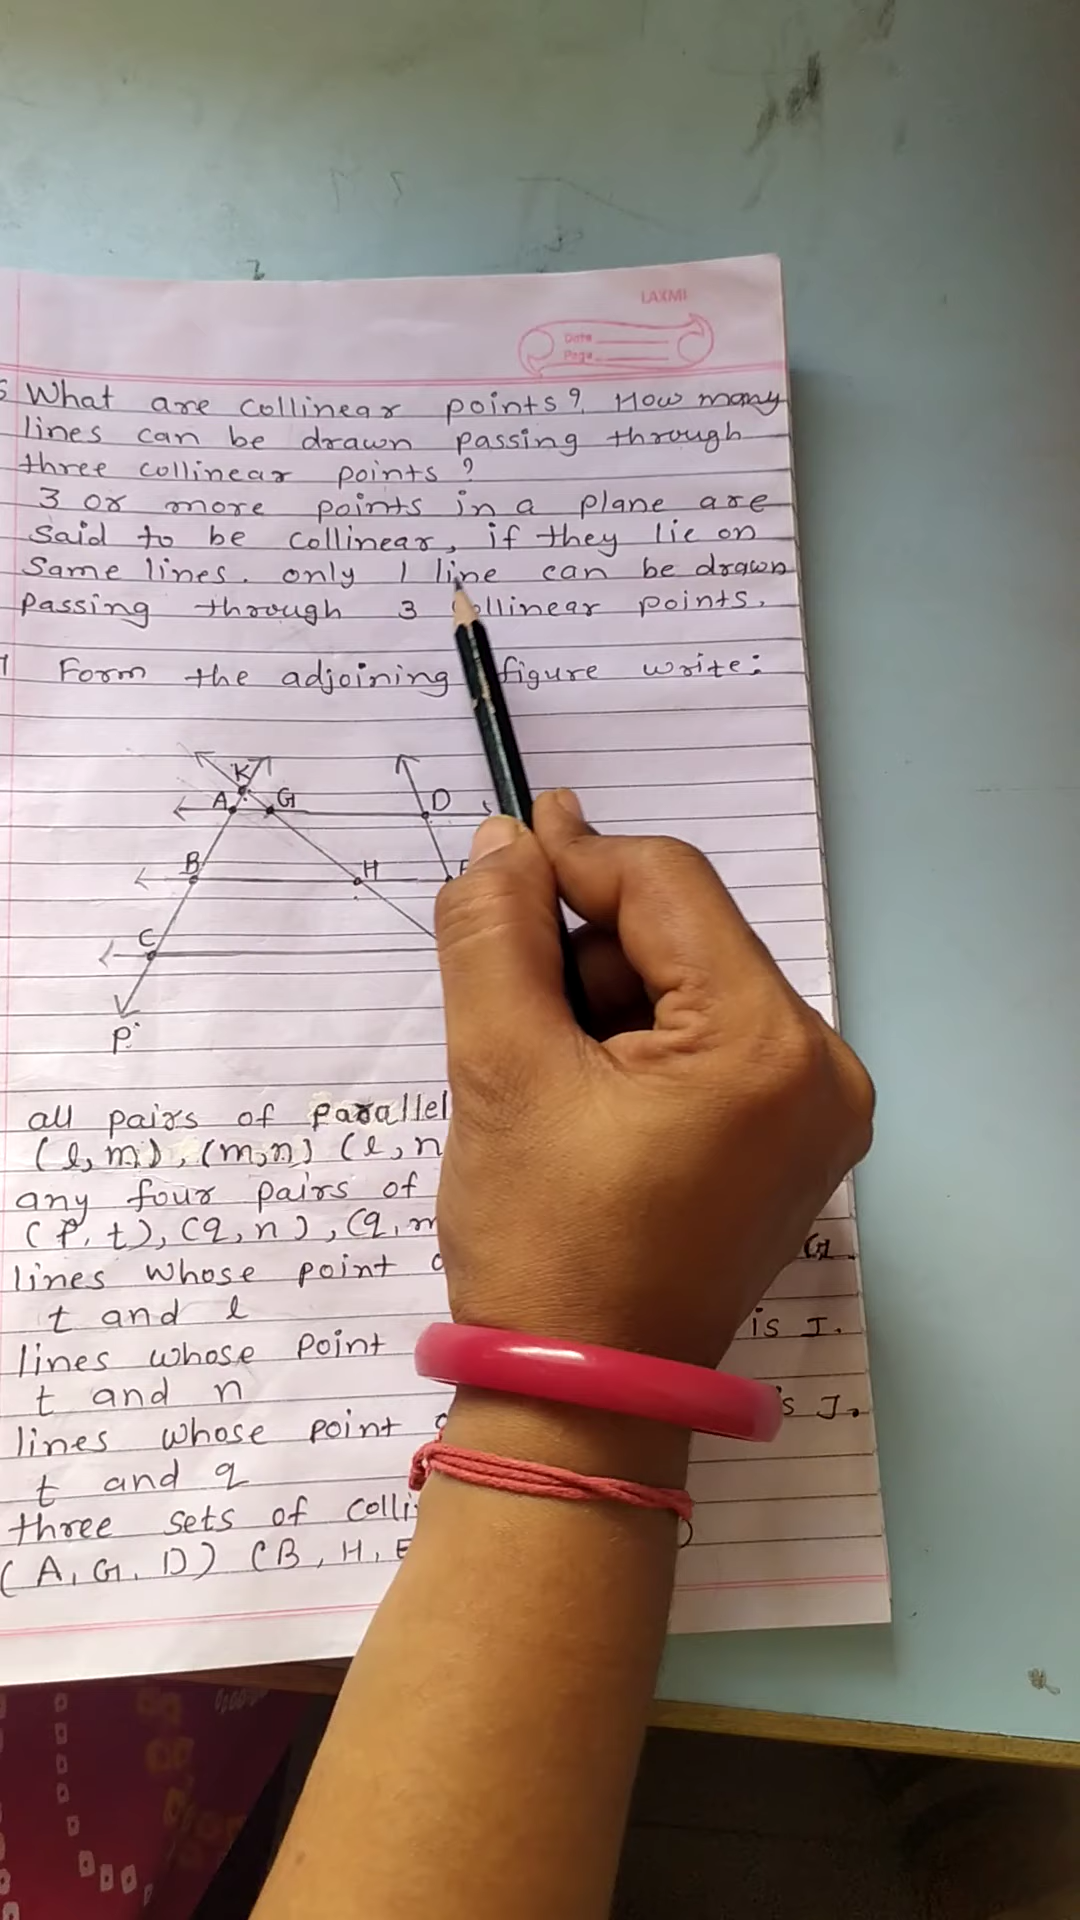 LAXMI
Date
Page
What are collinear points? How many
lines can be drawn passing through
three collinear points?
3 or more points in a plane are
said to be collinear, if they lie on
same lines. only 1 line can be drawn
passing through 3 collinear points.
Form the adjoining figure write:
K
A G D
B H E
C
P
all pairs of parallel
(l, m), (m, n) (l, n
any four pairs of
(P, t), (q, n), (q, m
G.
lines whose point
t and l
lines whose point is I.
t and n
lines whose point is J.
t and q
three sets of colli
(A, G, D) (B, H, E